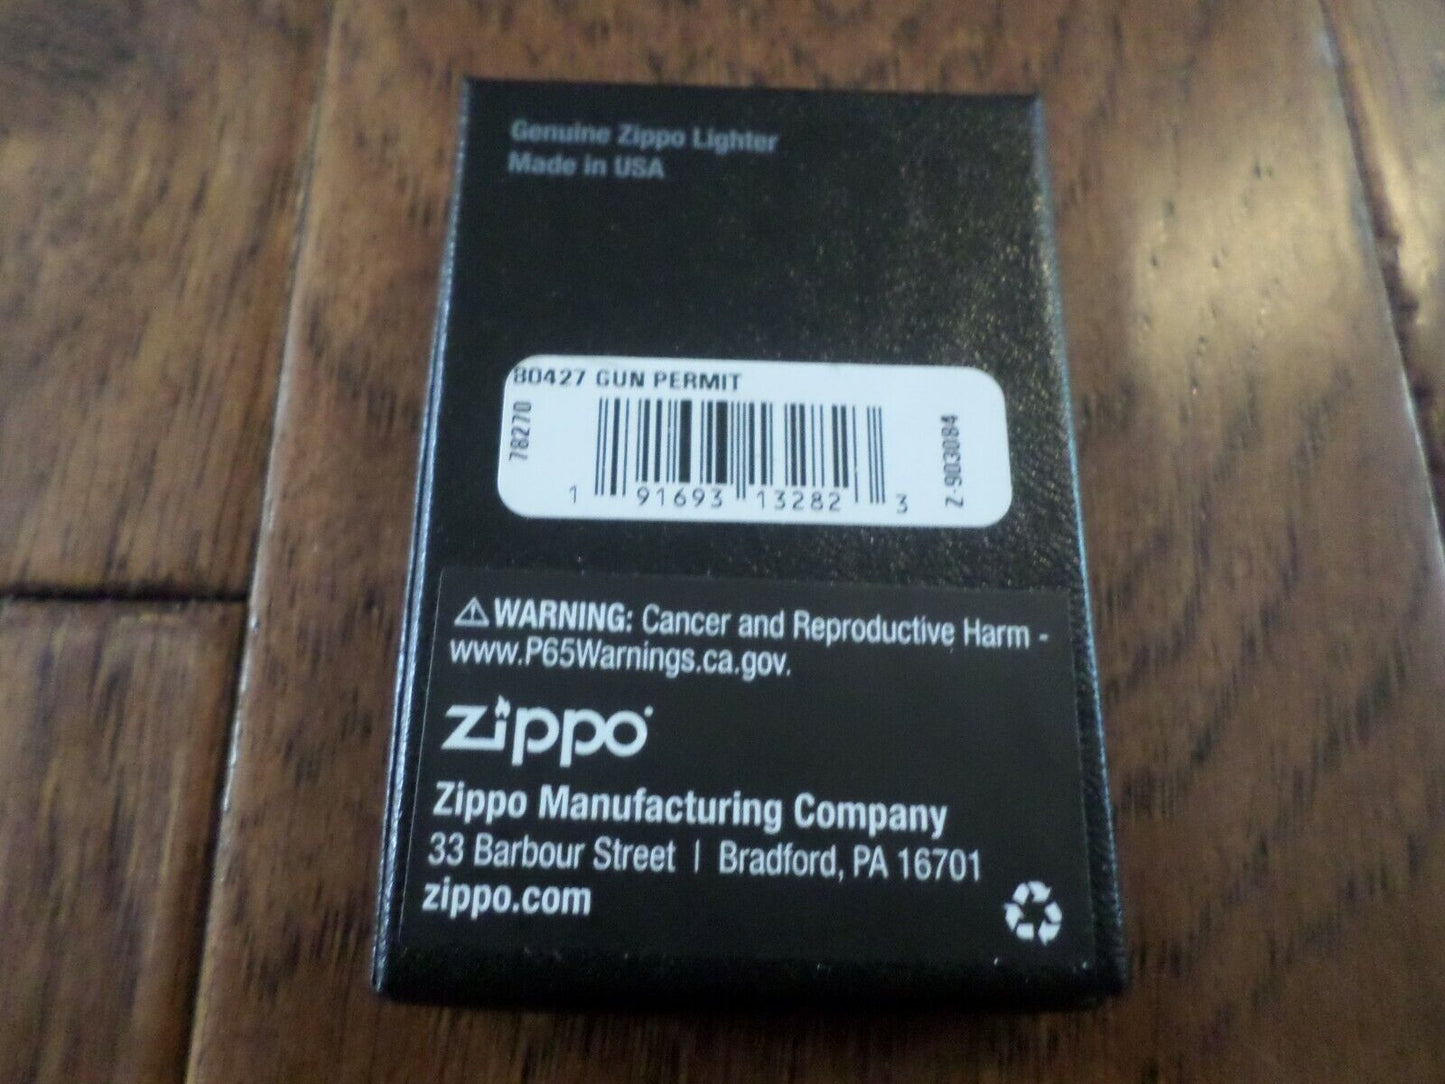 Genuine Zippo Lighter
Made in USA
80427 GUN PERMIT
78270
1 91693 13282 3
Z-903084
⚠WARNING: Cancer and Reproductive Harm -
www.P65Warnings.ca.gov.
zippo
Zippo Manufacturing Company
33 Barbour Street | Bradford, PA 16701
zippo.com